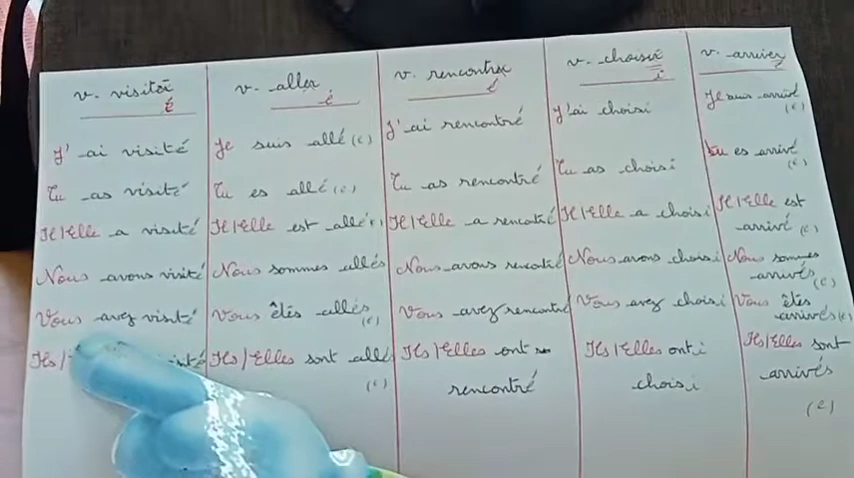 v. visiter
é
J'ai visité
Tu as visité
Il/Elle a visité
Nous avons visité
Vous avez visité
Ils/
v. aller
é
Je suis allé (e)
Tu es allé (e)
Il/Elle est allé(e)
Nous sommes allés
Vous êtes allés
(e)
Ils/Elles sont allé
(e)
v. rencontrer
é
J'ai rencontré
Tu as rencontré
Il/Elle a rencontré
Nous avons rencontré
Vous avez rencontré
Ils/Elles ont
rencontré
v. choisir
i
J'ai choisi
Tu as choisi
Il/Elle a choisi
Nous avons choisi
Vous avez choisi
Ils/Elles ont
choisi
v. arriver
é
Je suis arrivé
(e)
Tu es arrivé
(e)
Il/Elle est
arrivé (e)
Nous sommes
arrivés
(e)
Vous êtes
arrivés(e)
Ils/Elles sont
arrivés
(e)